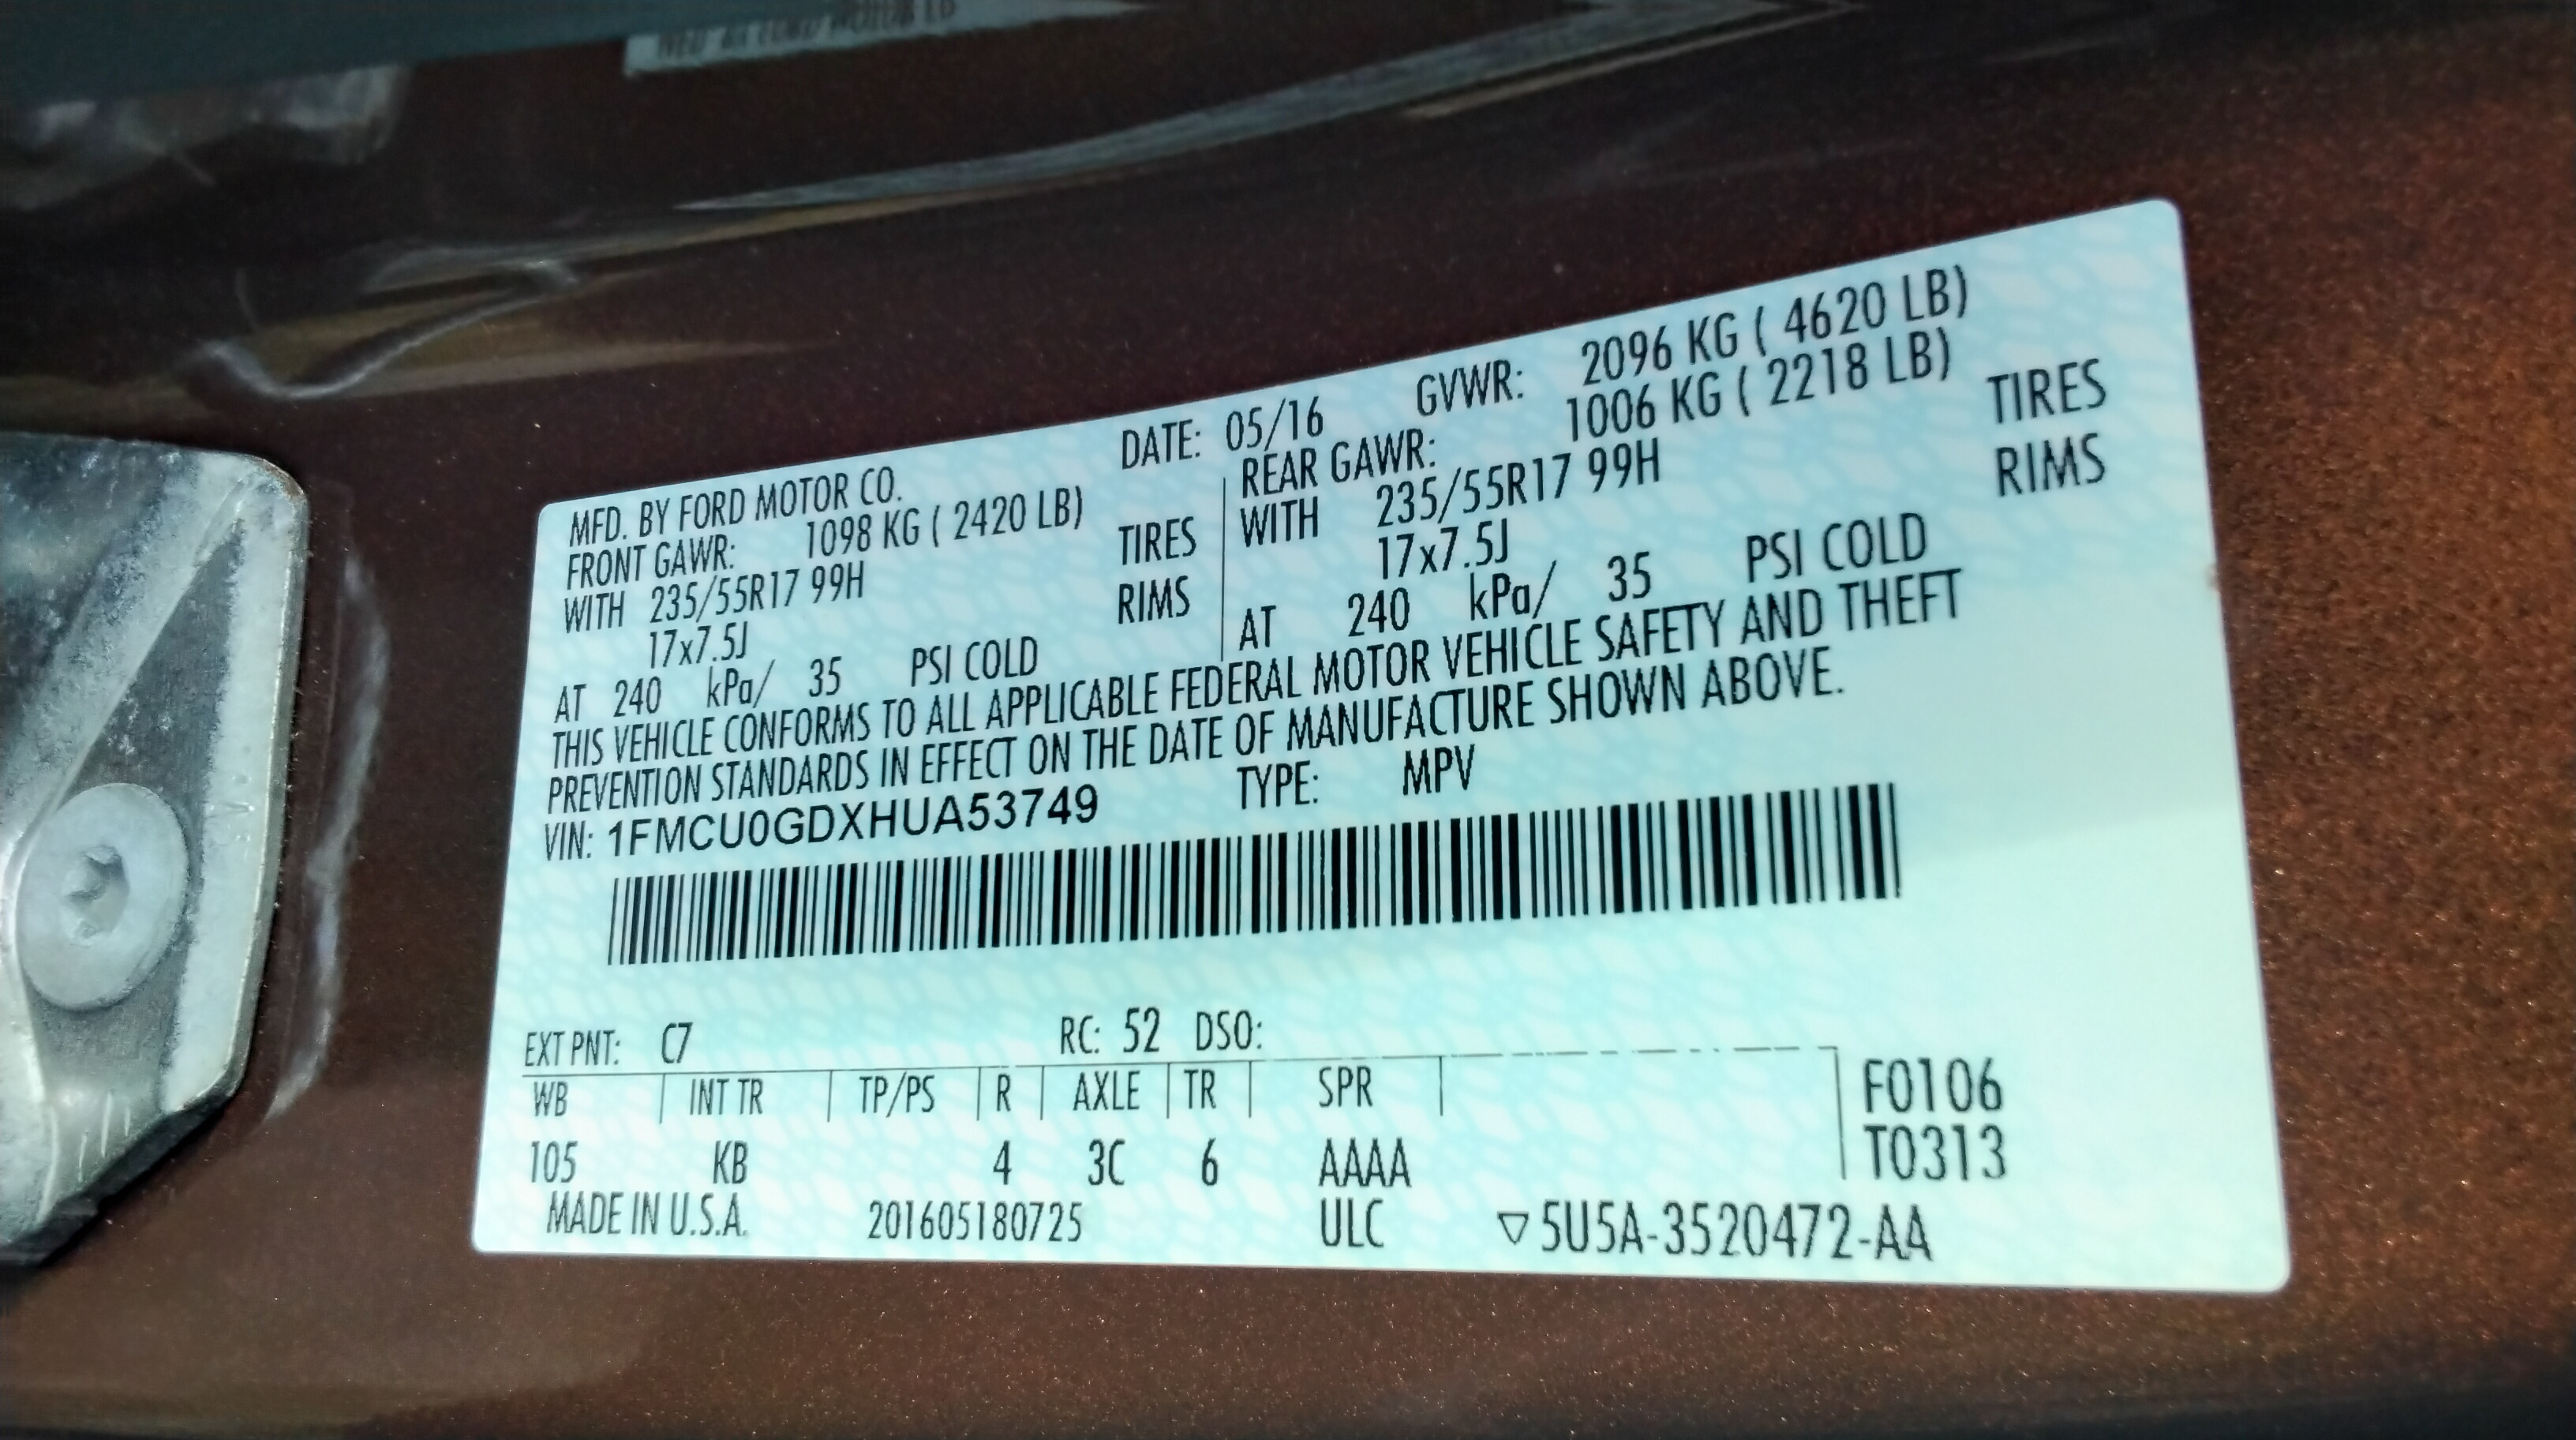 MFD. BY FORD MOTOR CO. DATE: 05/16 GVWR: 2096 KG ( 4620 LB)
FRONT GAWR: 1098 KG ( 2420 LB) REAR GAWR: 1006 KG ( 2218 LB)
WITH 235/55R17 99H TIRES WITH 235/55R17 99H TIRES
17x7.5J RIMS 17x7.5J RIMS
AT 240 kPa/ 35 PSI COLD AT 240 kPa/ 35 PSI COLD
THIS VEHICLE CONFORMS TO ALL APPLICABLE FEDERAL MOTOR VEHICLE SAFETY AND THEFT
PREVENTION STANDARDS IN EFFECT ON THE DATE OF MANUFACTURE SHOWN ABOVE.
VIN: 1FMCU0GDXHUA53749 TYPE: MPV
EXT PNT: C7 RC: 52 DSO:
WB INT TR TP/PS R AXLE TR SPR F0106
105 KB 4 3C 6 AAAA T0313
MADE IN U.S.A. 201605180725 ULC ▽5U5A-3520472-AA